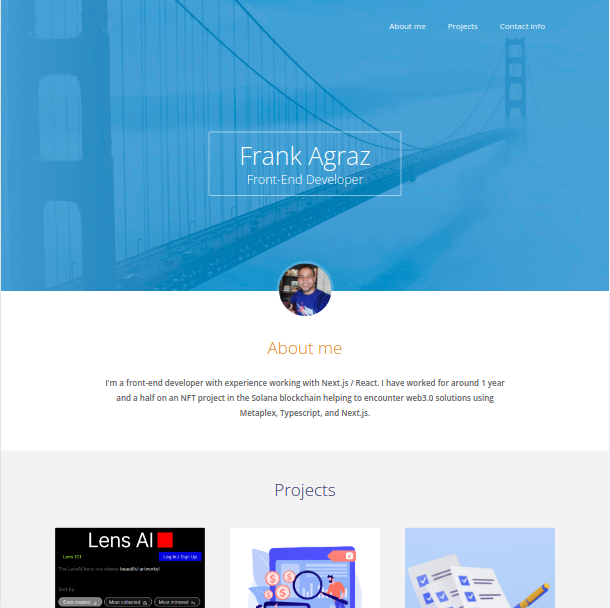 About me Projects Contact info
Frank Agraz
Front-End Developer
About me
I'm a front-end developer with experience working with Next.js / React. I have worked for around 1 year
and a half on an NFT project in the Solana blockchain helping to encounter web3.0 solutions using
Metaplex, Typescript, and Next.js.
Projects
Lens AI
Lens 101 Log In / Sign Up
The LensAI frens has shared beautiful artworks!
Sort by:
Date created Most collected Most mirrored